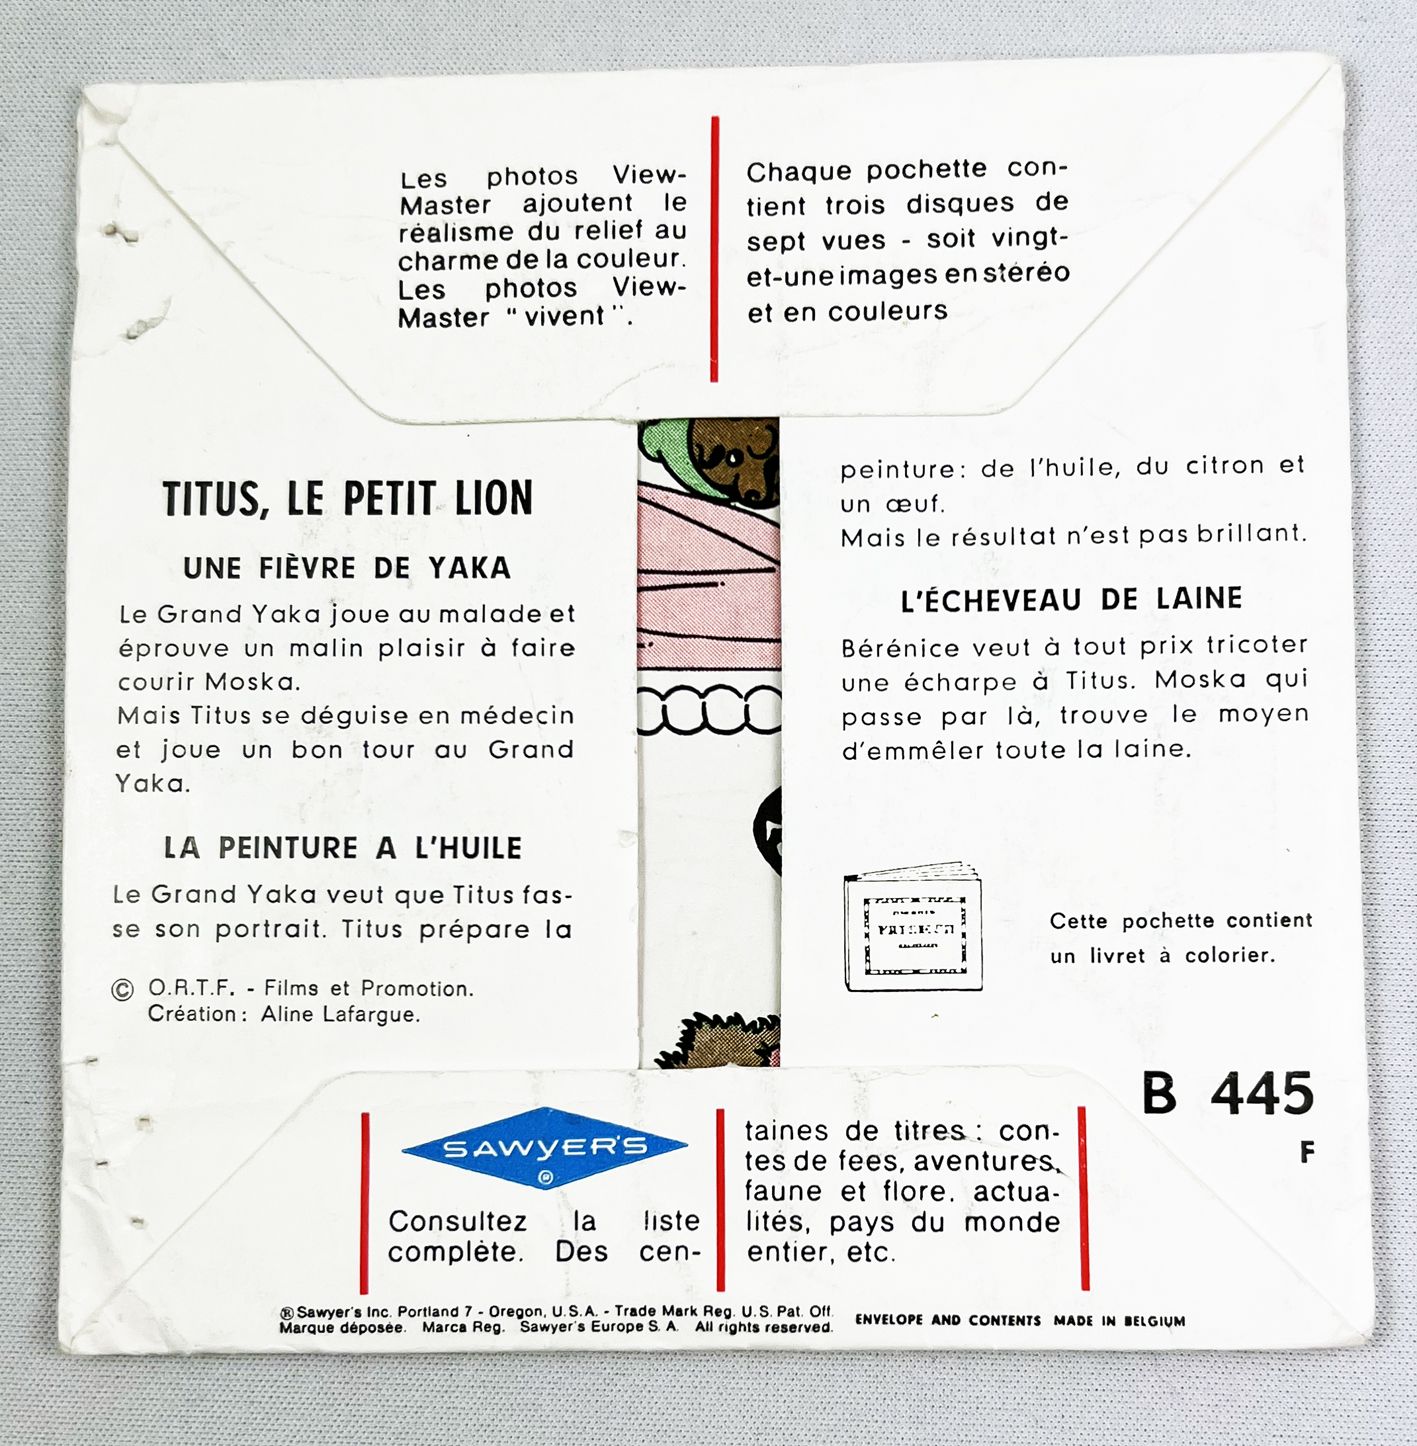 Les photos View-
Master ajoutent le
réalisme du relief au
charme de la couleur.
Les photos View-
Master “ vivent ”.
Chaque pochette con-
tient trois disques de
sept vues - soit vingt-
et-une images en stéréo
et en couleurs
TITUS, LE PETIT LION
UNE FIÈVRE DE YAKA
Le Grand Yaka joue au malade et
éprouve un malin plaisir à faire
courir Moska.
Mais Titus se déguise en médecin
et joue un bon tour au Grand
Yaka.
LA PEINTURE A L'HUILE
Le Grand Yaka veut que Titus fas-
se son portrait. Titus prépare la
© O.R.T.F. - Films et Promotion.
Création : Aline Lafargue.
peinture : de l'huile, du citron et
un œuf.
Mais le résultat n'est pas brillant.
L'ÉCHEVEAU DE LAINE
Bérénice veut à tout prix tricoter
une écharpe à Titus. Moska qui
passe par là, trouve le moyen
d'emmêler toute la laine.
Cette pochette contient
un livret à colorier.
B 445
F
SAWYER'S
Consultez la liste
complète. Des cen-
taines de titres : con-
tes de fees, aventures,
faune et flore. actua-
lités, pays du monde
entier, etc.
® Sawyer's Inc. Portland 7 - Oregon, U.S.A. - Trade Mark Reg. U.S. Pat. Off.
Marque déposée. Marca Reg. Sawyer's Europe S. A. All rights reserved.
ENVELOPE AND CONTENTS MADE IN BELGIUM